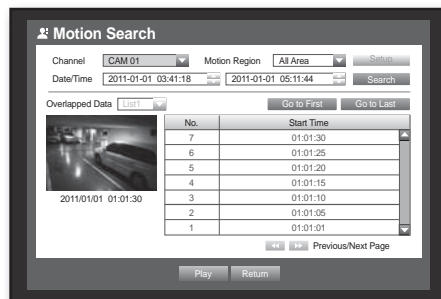 Motion Search
Channel CAM 01 Motion Region All Area Setup
Date/Time 2011-01-01 03:41:18 2011-01-01 05:11:44 Search
Overlapped Data List1 Go to First Go to Last
No. Start Time
7 01:01:30
6 01:01:25
5 01:01:20
4 01:01:15
3 01:01:10
2 01:01:05
1 01:01:01
2011/01/01 01:01:30
Previous/Next Page
Play Return